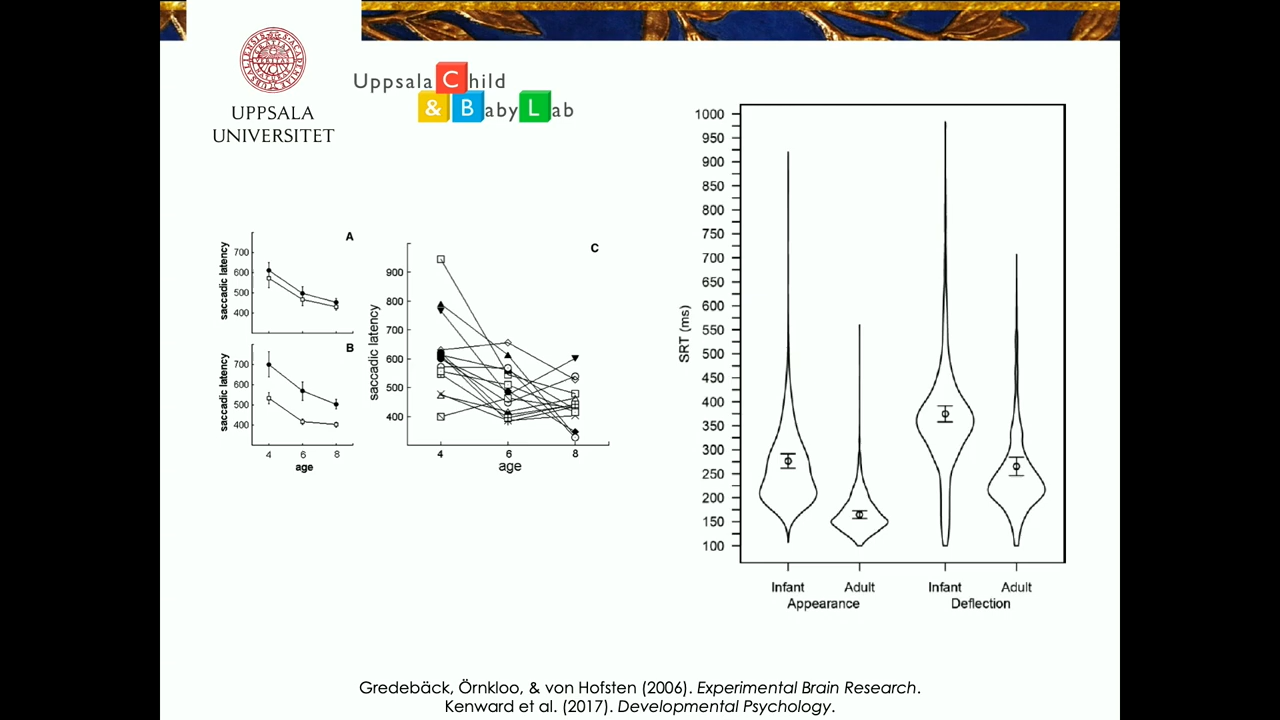 UPPSALA
UNIVERSITET
Uppsala Child
& Baby Lab
A
saccadic latency
700
600
500
400
B
saccadic latency
700
600
500
400
4 6 8
age
C
saccadic latency
900
800
700
600
500
400
4 6 8
age
SRT (ms)
1000
950
900
850
800
750
700
650
600
550
500
450
400
350
300
250
200
150
100
Infant Adult Infant Adult
Appearance Deflection
Gredebäck, Örnkloo, & von Hofsten (2006). Experimental Brain Research.
Kenward et al. (2017). Developmental Psychology.